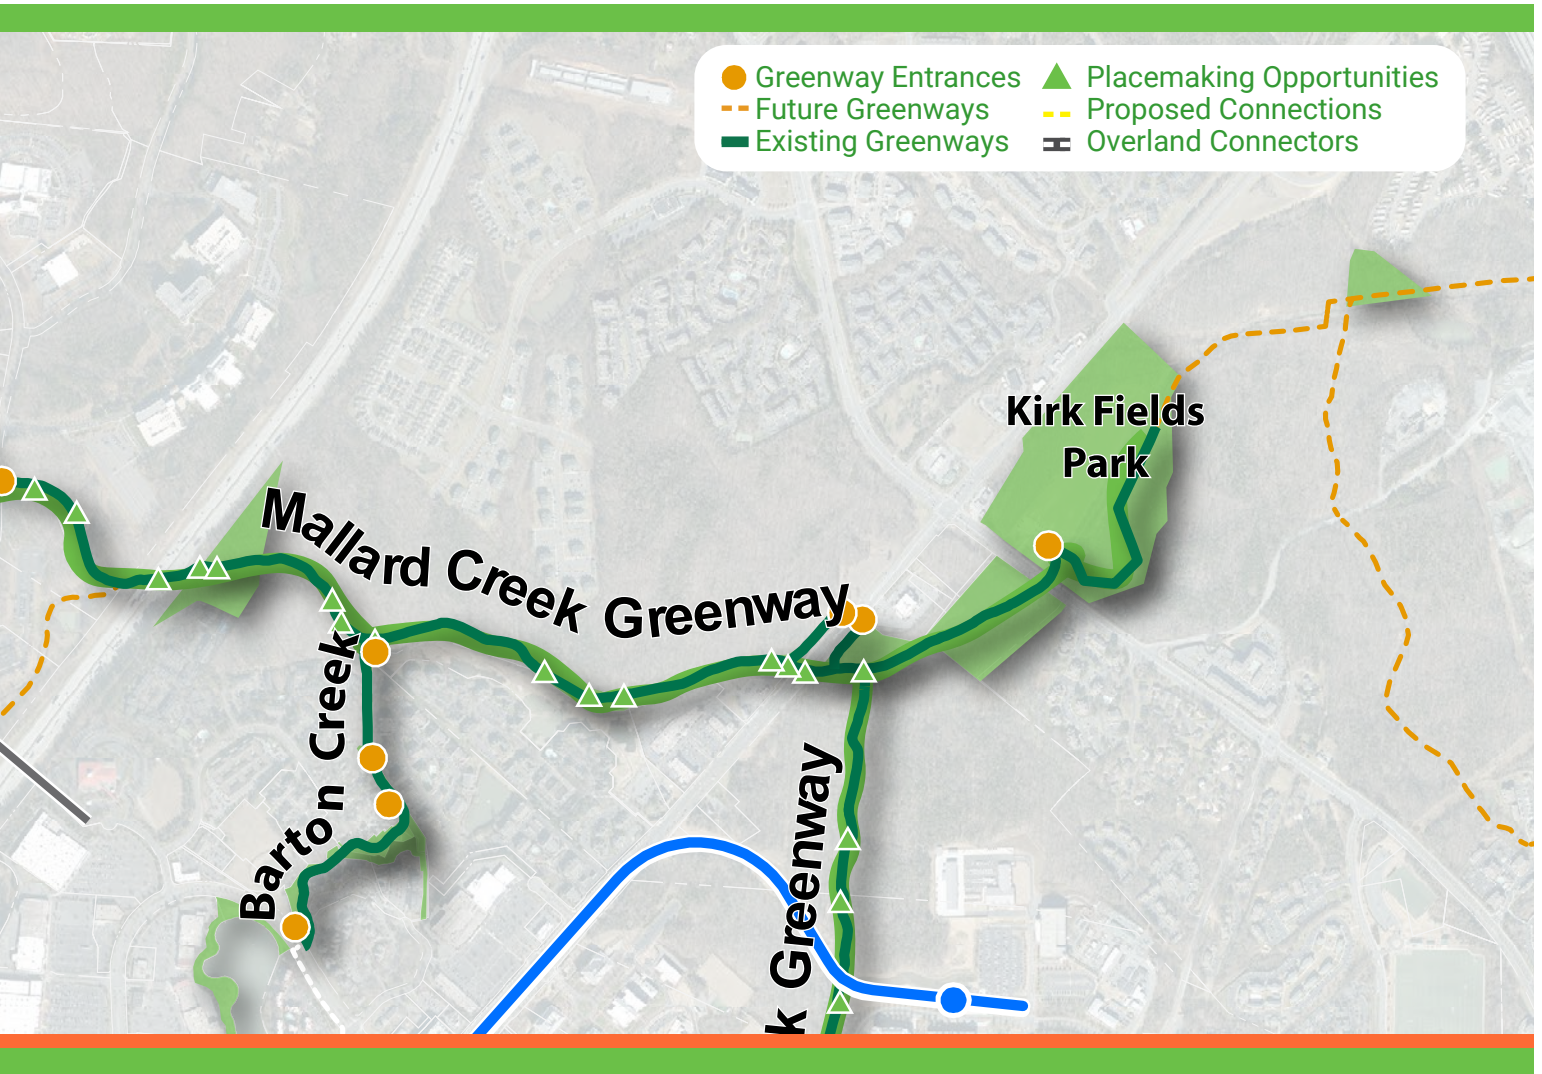 Greenway Entrances
Future Greenways
Existing Greenways
Placemaking Opportunities
Proposed Connections
Overland Connectors
Kirk Fields
Park
Mallard Creek Greenway
Barton Creek
k Greenway